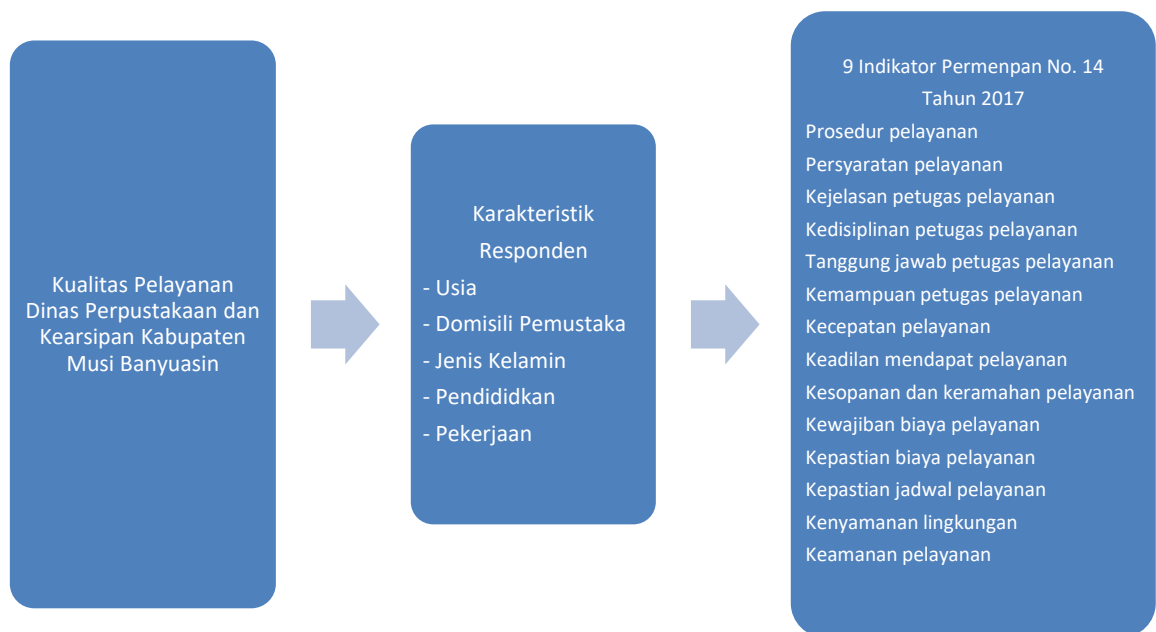 Kualitas Pelayanan
Dinas Perpustakaan dan
Kearsipan Kabupaten
Musi Banyuasin
Karakteristik
Responden
- Usia
- Domisili Pemustaka
- Jenis Kelamin
- Pendididkan
- Pekerjaan
9 Indikator Permenpan No. 14
Tahun 2017
Prosedur pelayanan
Persyaratan pelayanan
Kejelasan petugas pelayanan
Kedisiplinan petugas pelayanan
Tanggung jawab petugas pelayanan
Kemampuan petugas pelayanan
Kecepatan pelayanan
Keadilan mendapat pelayanan
Kesopanan dan keramahan pelayanan
Kewajiban biaya pelayanan
Kepastian biaya pelayanan
Kepastian jadwal pelayanan
Kenyamanan lingkungan
Keamanan pelayanan